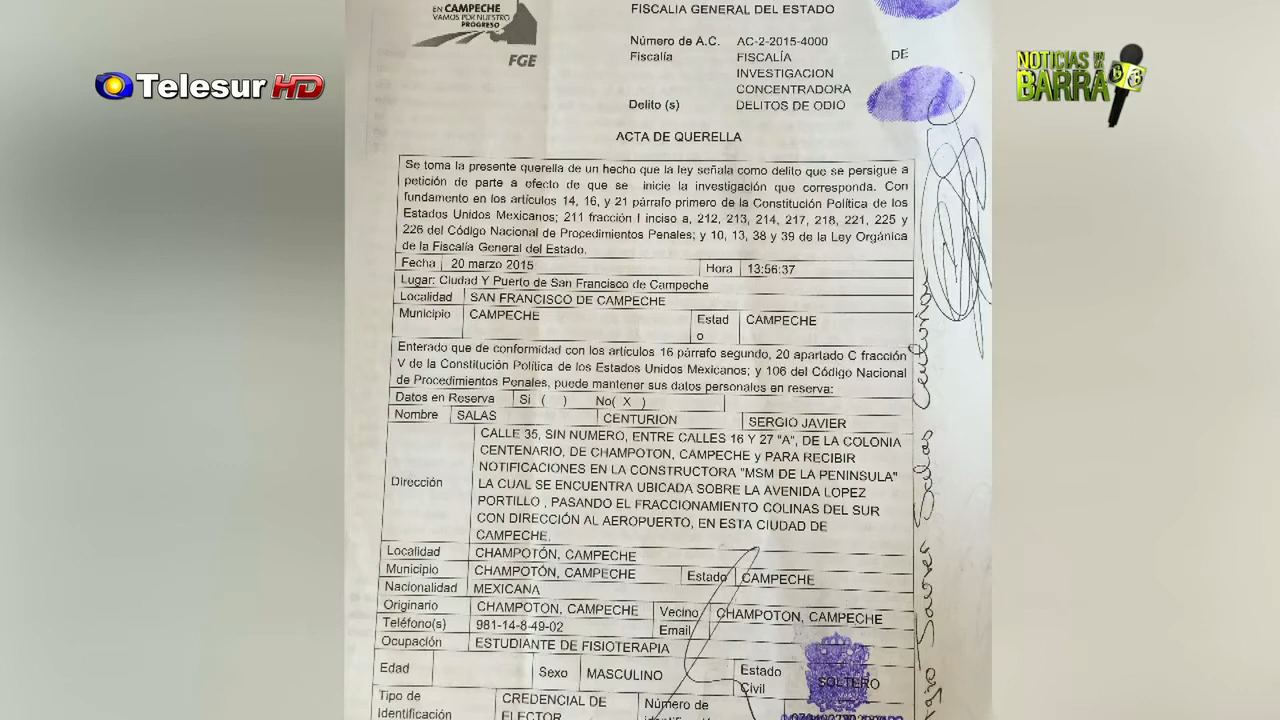 EN CAMPECHE
VAMOS POR NUESTRO
PROGRESO
FGE
FISCALIA GENERAL DEL ESTADO
Número de A.C. AC-2-2015-4000
Fiscalía FISCALÍA DE
INVESTIGACION
CONCENTRADORA
Delito (s) DELITOS DE ODIO
Telesur HD
NOTICIAS EN LA
BARRA
ACTA DE QUERELLA
Se toma la presente querella de un hecho que la ley señala como delito que se persigue a
petición de parte a efecto de que se inicie la investigación que corresponda. Con
fundamento en los artículos 14, 16, y 21 párrafo primero de la Constitución Política de los
Estados Unidos Mexicanos; 211 fracción I inciso a, 212, 213, 214, 217, 218, 221, 225 y
226 del Código Nacional de Procedimientos Penales; y 10, 13, 38 y 39 de la Ley Orgánica
de la Fiscalía General del Estado.
Fecha 20 marzo 2015 Hora 13:56:37
Lugar: Ciudad Y Puerto de San Francisco de Campeche
Localidad SAN FRANCISCO DE CAMPECHE
Municipio CAMPECHE Estad
o CAMPECHE
Enterado que de conformidad con los artículos 16 párrafo segundo, 20 apartado C fracción
V de la Constitución Política de los Estados Unidos Mexicanos; y 106 del Código Nacional
de Procedimientos Penales, puede mantener sus datos personales en reserva:
Datos en Reserva Si ( ) No( X )
Nombre SALAS CENTURION SERGIO JAVIER
Dirección
CALLE 35, SIN NUMERO, ENTRE CALLES 16 Y 27 "A", DE LA COLONIA
CENTENARIO, DE CHAMPOTON, CAMPECHE y PARA RECIBIR
NOTIFICACIONES EN LA CONSTRUCTORA "MSM DE LA PENINSULA"
LA CUAL SE ENCUENTRA UBICADA SOBRE LA AVENIDA LOPEZ
PORTILLO , PASANDO EL FRACCIONAMIENTO COLINAS DEL SUR
CON DIRECCIÓN AL AEROPUERTO, EN ESTA CIUDAD DE
CAMPECHE,
Localidad CHAMPOTÓN, CAMPECHE
Municipio CHAMPOTÓN, CAMPECHE Estado CAMPECHE
Nacionalidad MEXICANA
Originario CHAMPOTON, CAMPECHE Vecino CHAMPOTON, CAMPECHE
Teléfono(s) 981-14-8-49-02 Email
Ocupación ESTUDIANTE DE FISIOTERAPIA
Edad Sexo MASCULINO Estado
Civil SOLTERO
Tipo de
Identificación CREDENCIAL DE
ELECTOR Número de
Javier Salas Centurion